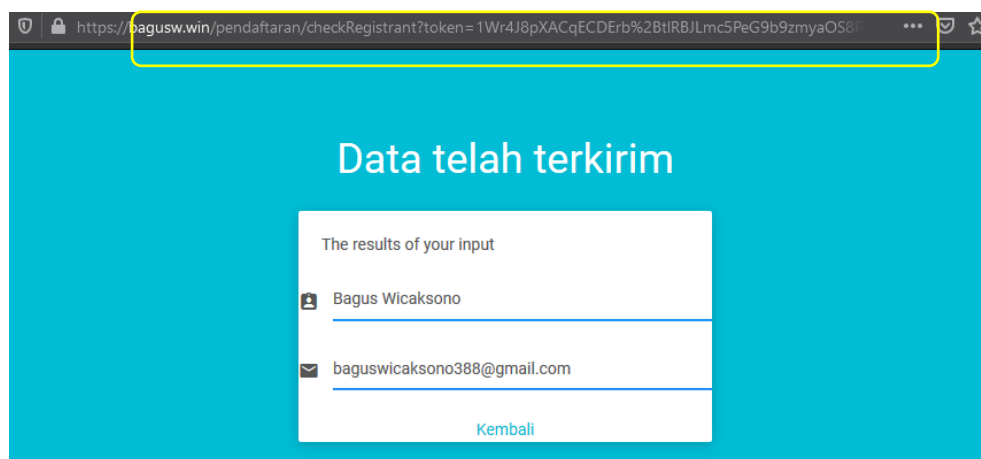 https://bagusw.win/pendaftaran/checkRegistrant?token=1Wr4J8pXACqECDErb%2BtlRBJLmc5PeG9b9zmyaOS8F
Data telah terkirim
The results of your input
Bagus Wicaksono
baguswicaksono388@gmail.com
Kembali